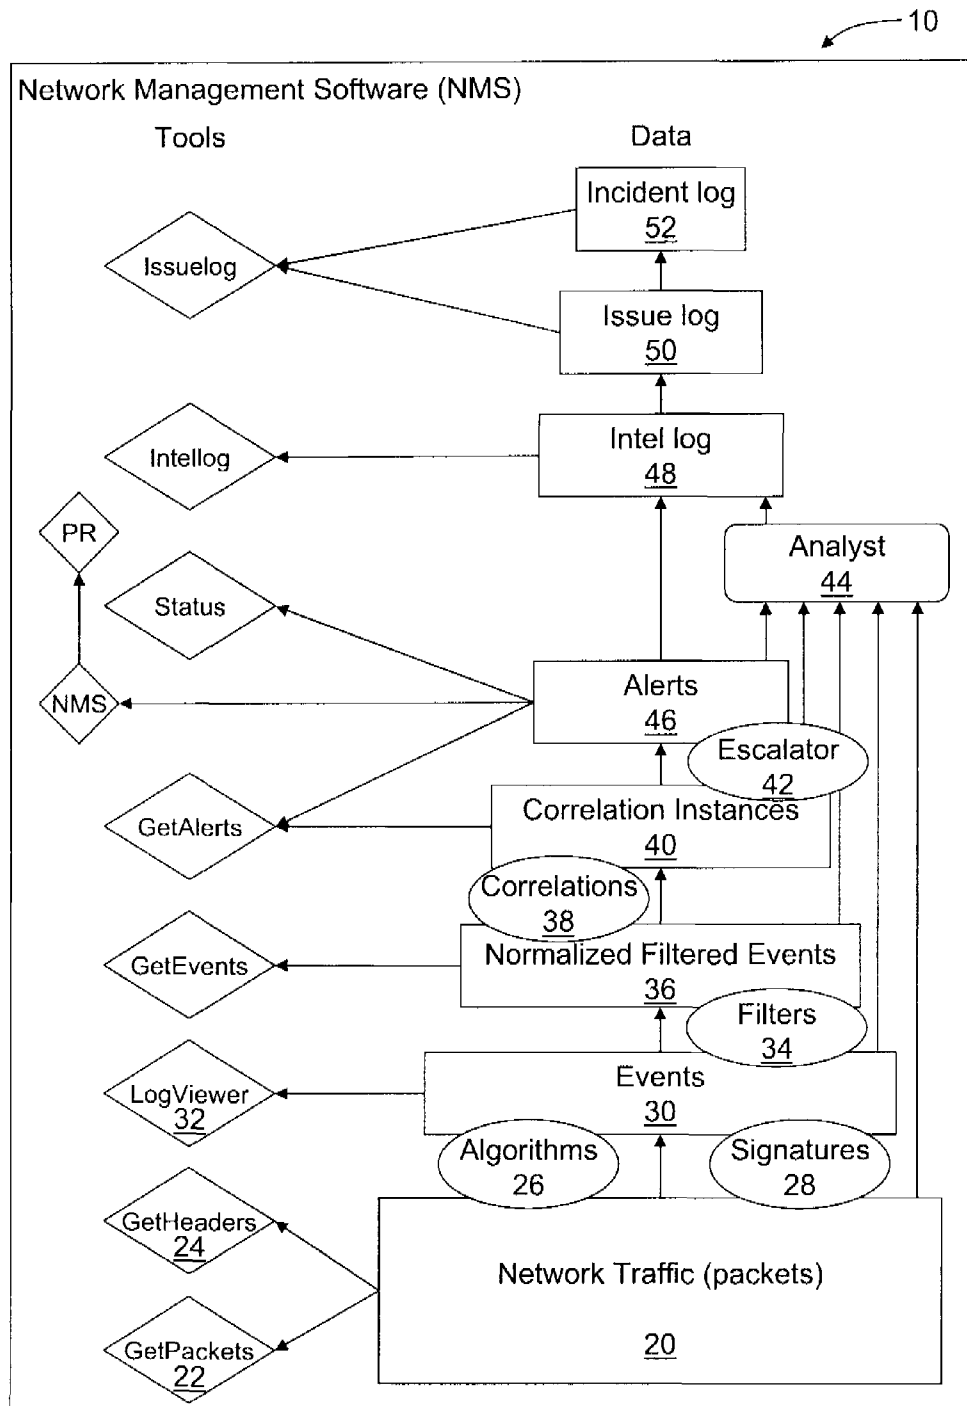 10
Network Management Software (NMS)
Tools
Data
Incident log
52
Issuelog
Issue log
50
Intel log
48
Intellog
PR
Analyst
44
Status
Alerts
46
NMS
Escalator
42
Correlation Instances
40
GetAlerts
Correlations
38
Normalized Filtered Events
36
GetEvents
Filters
34
Events
30
LogViewer
32
Algorithms
26
Signatures
28
GetHeaders
24
Network Traffic (packets)
20
GetPackets
22